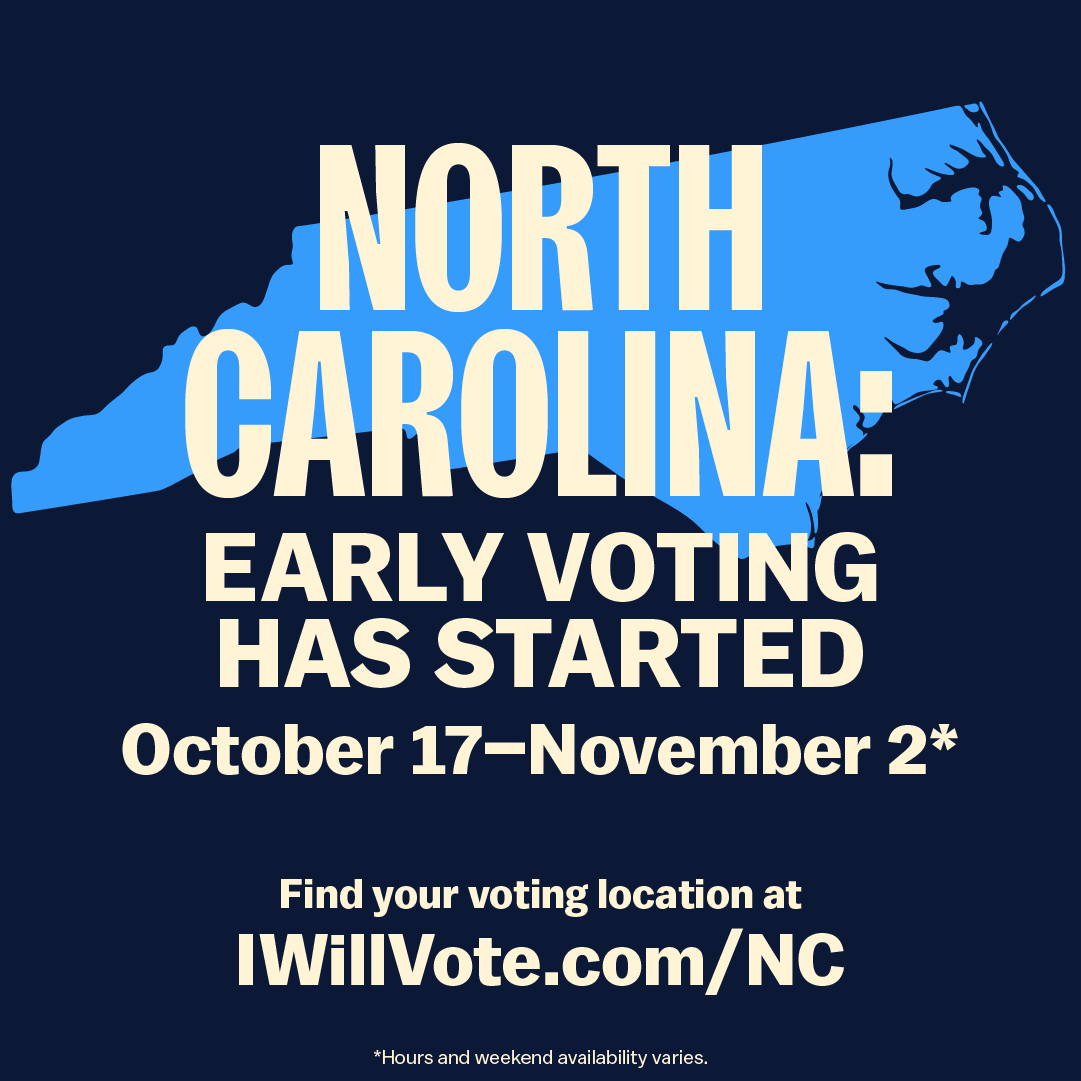 NORTH
CAROLINA:
EARLY VOTING
HAS STARTED
October 17–November 2*
Find your voting location at
IWillVote.com/NC
*Hours and weekend availability varies.